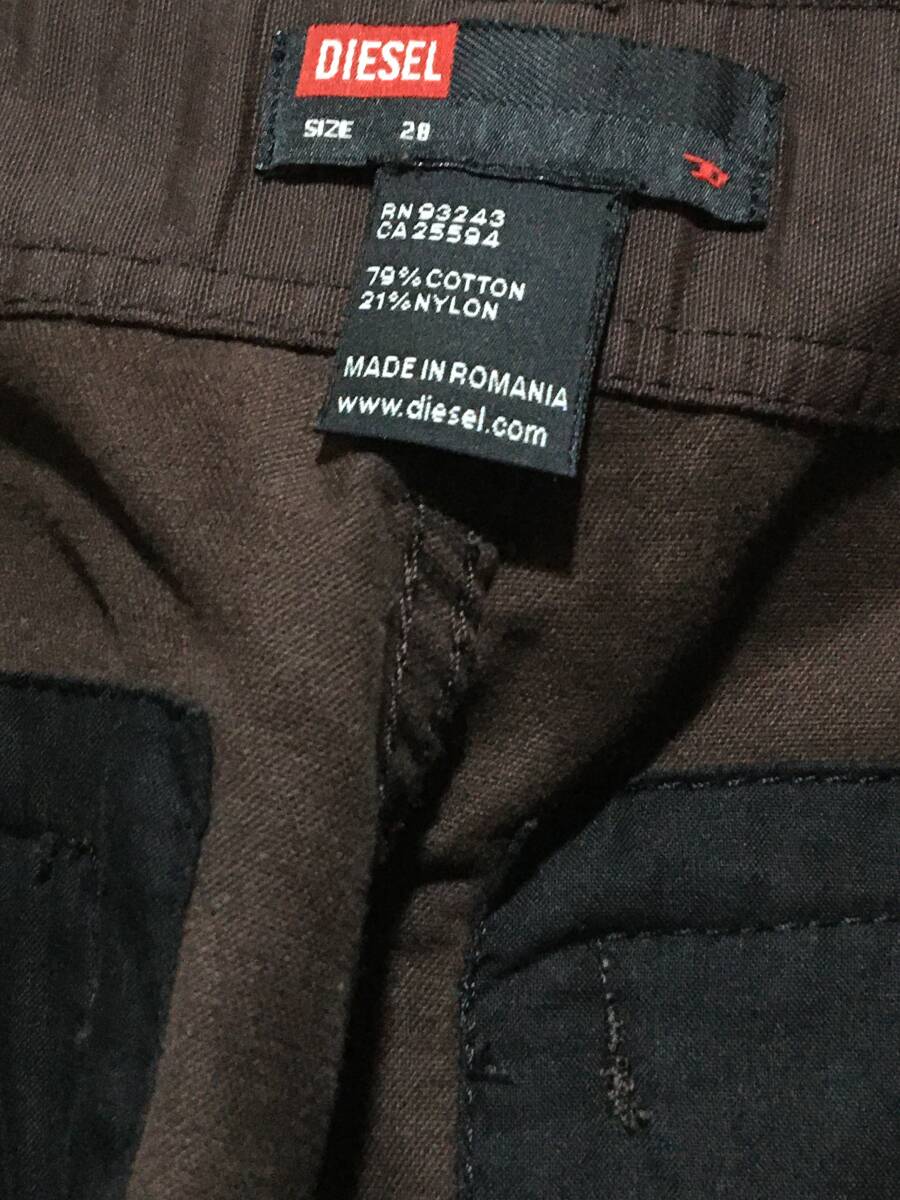 DIESEL
SIZE 28
RN 93243
CA 25594
79% COTTON
21% NYLON
MADE IN ROMANIA
www.diesel.com